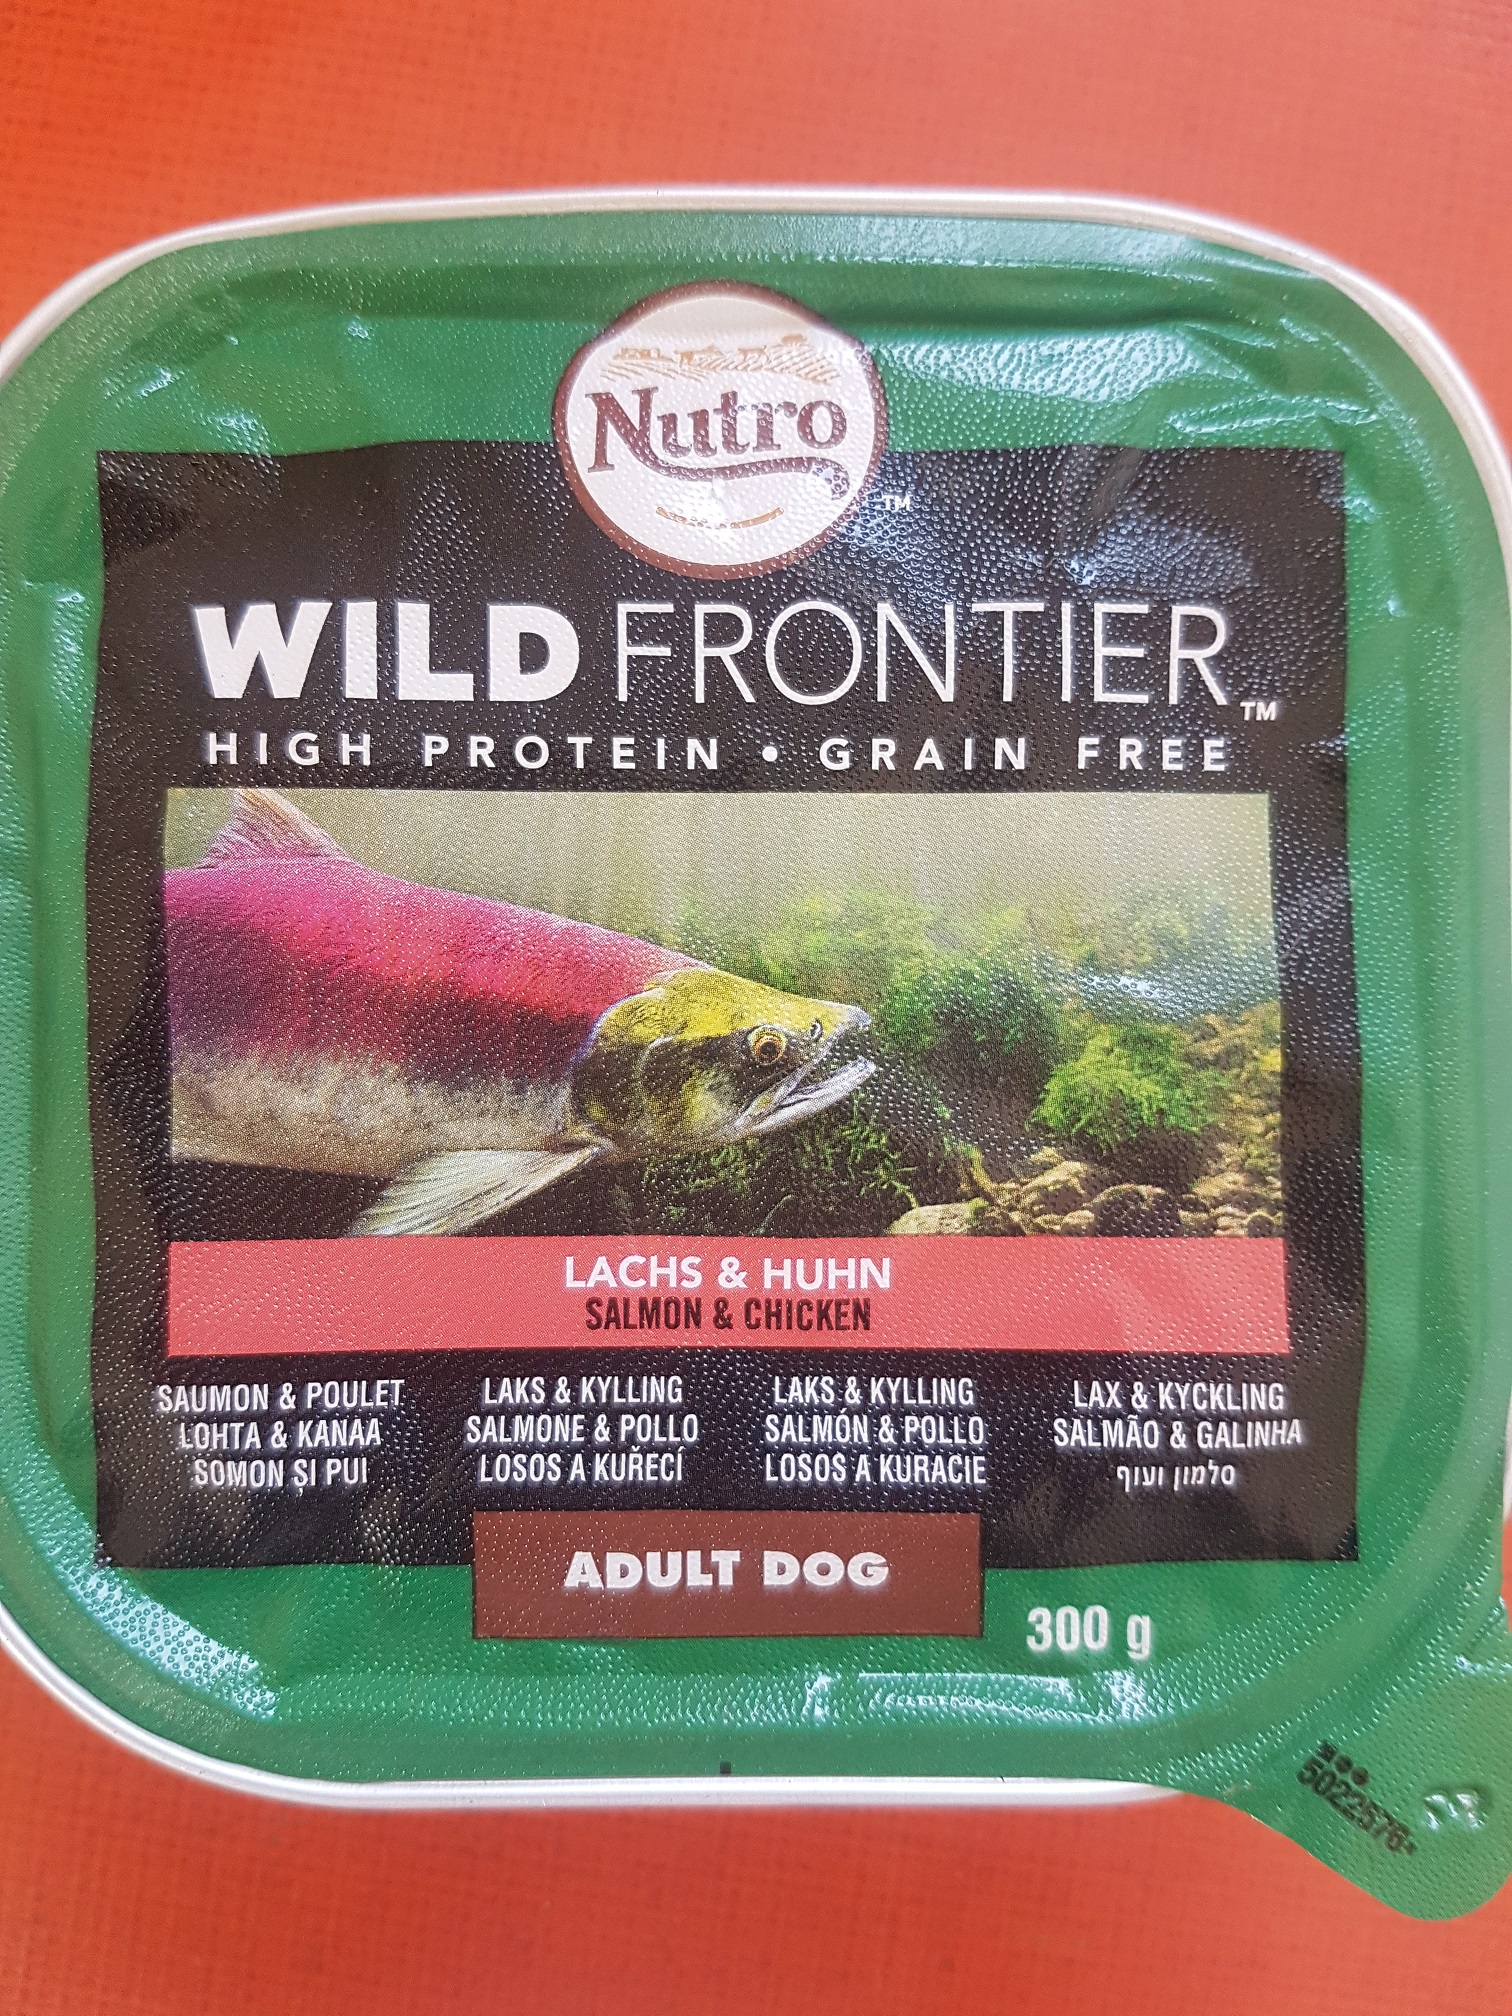 Nutro
™
WILD FRONTIER™
HIGH PROTEIN • GRAIN FREE
LACHS & HUHN
SALMON & CHICKEN
SAUMON & POULET
LOHTA & KANAA
SOMON ȘI PUI
LAKS & KYLLING
SALMONE & POLLO
LOSOS A KUŘECÍ
LAKS & KYLLING
SALMÓN & POLLO
LOSOS A KURACIE
LAX & KYCKLING
SALMÃO & GALINHA
סלמון ועוף
ADULT DOG
300 g